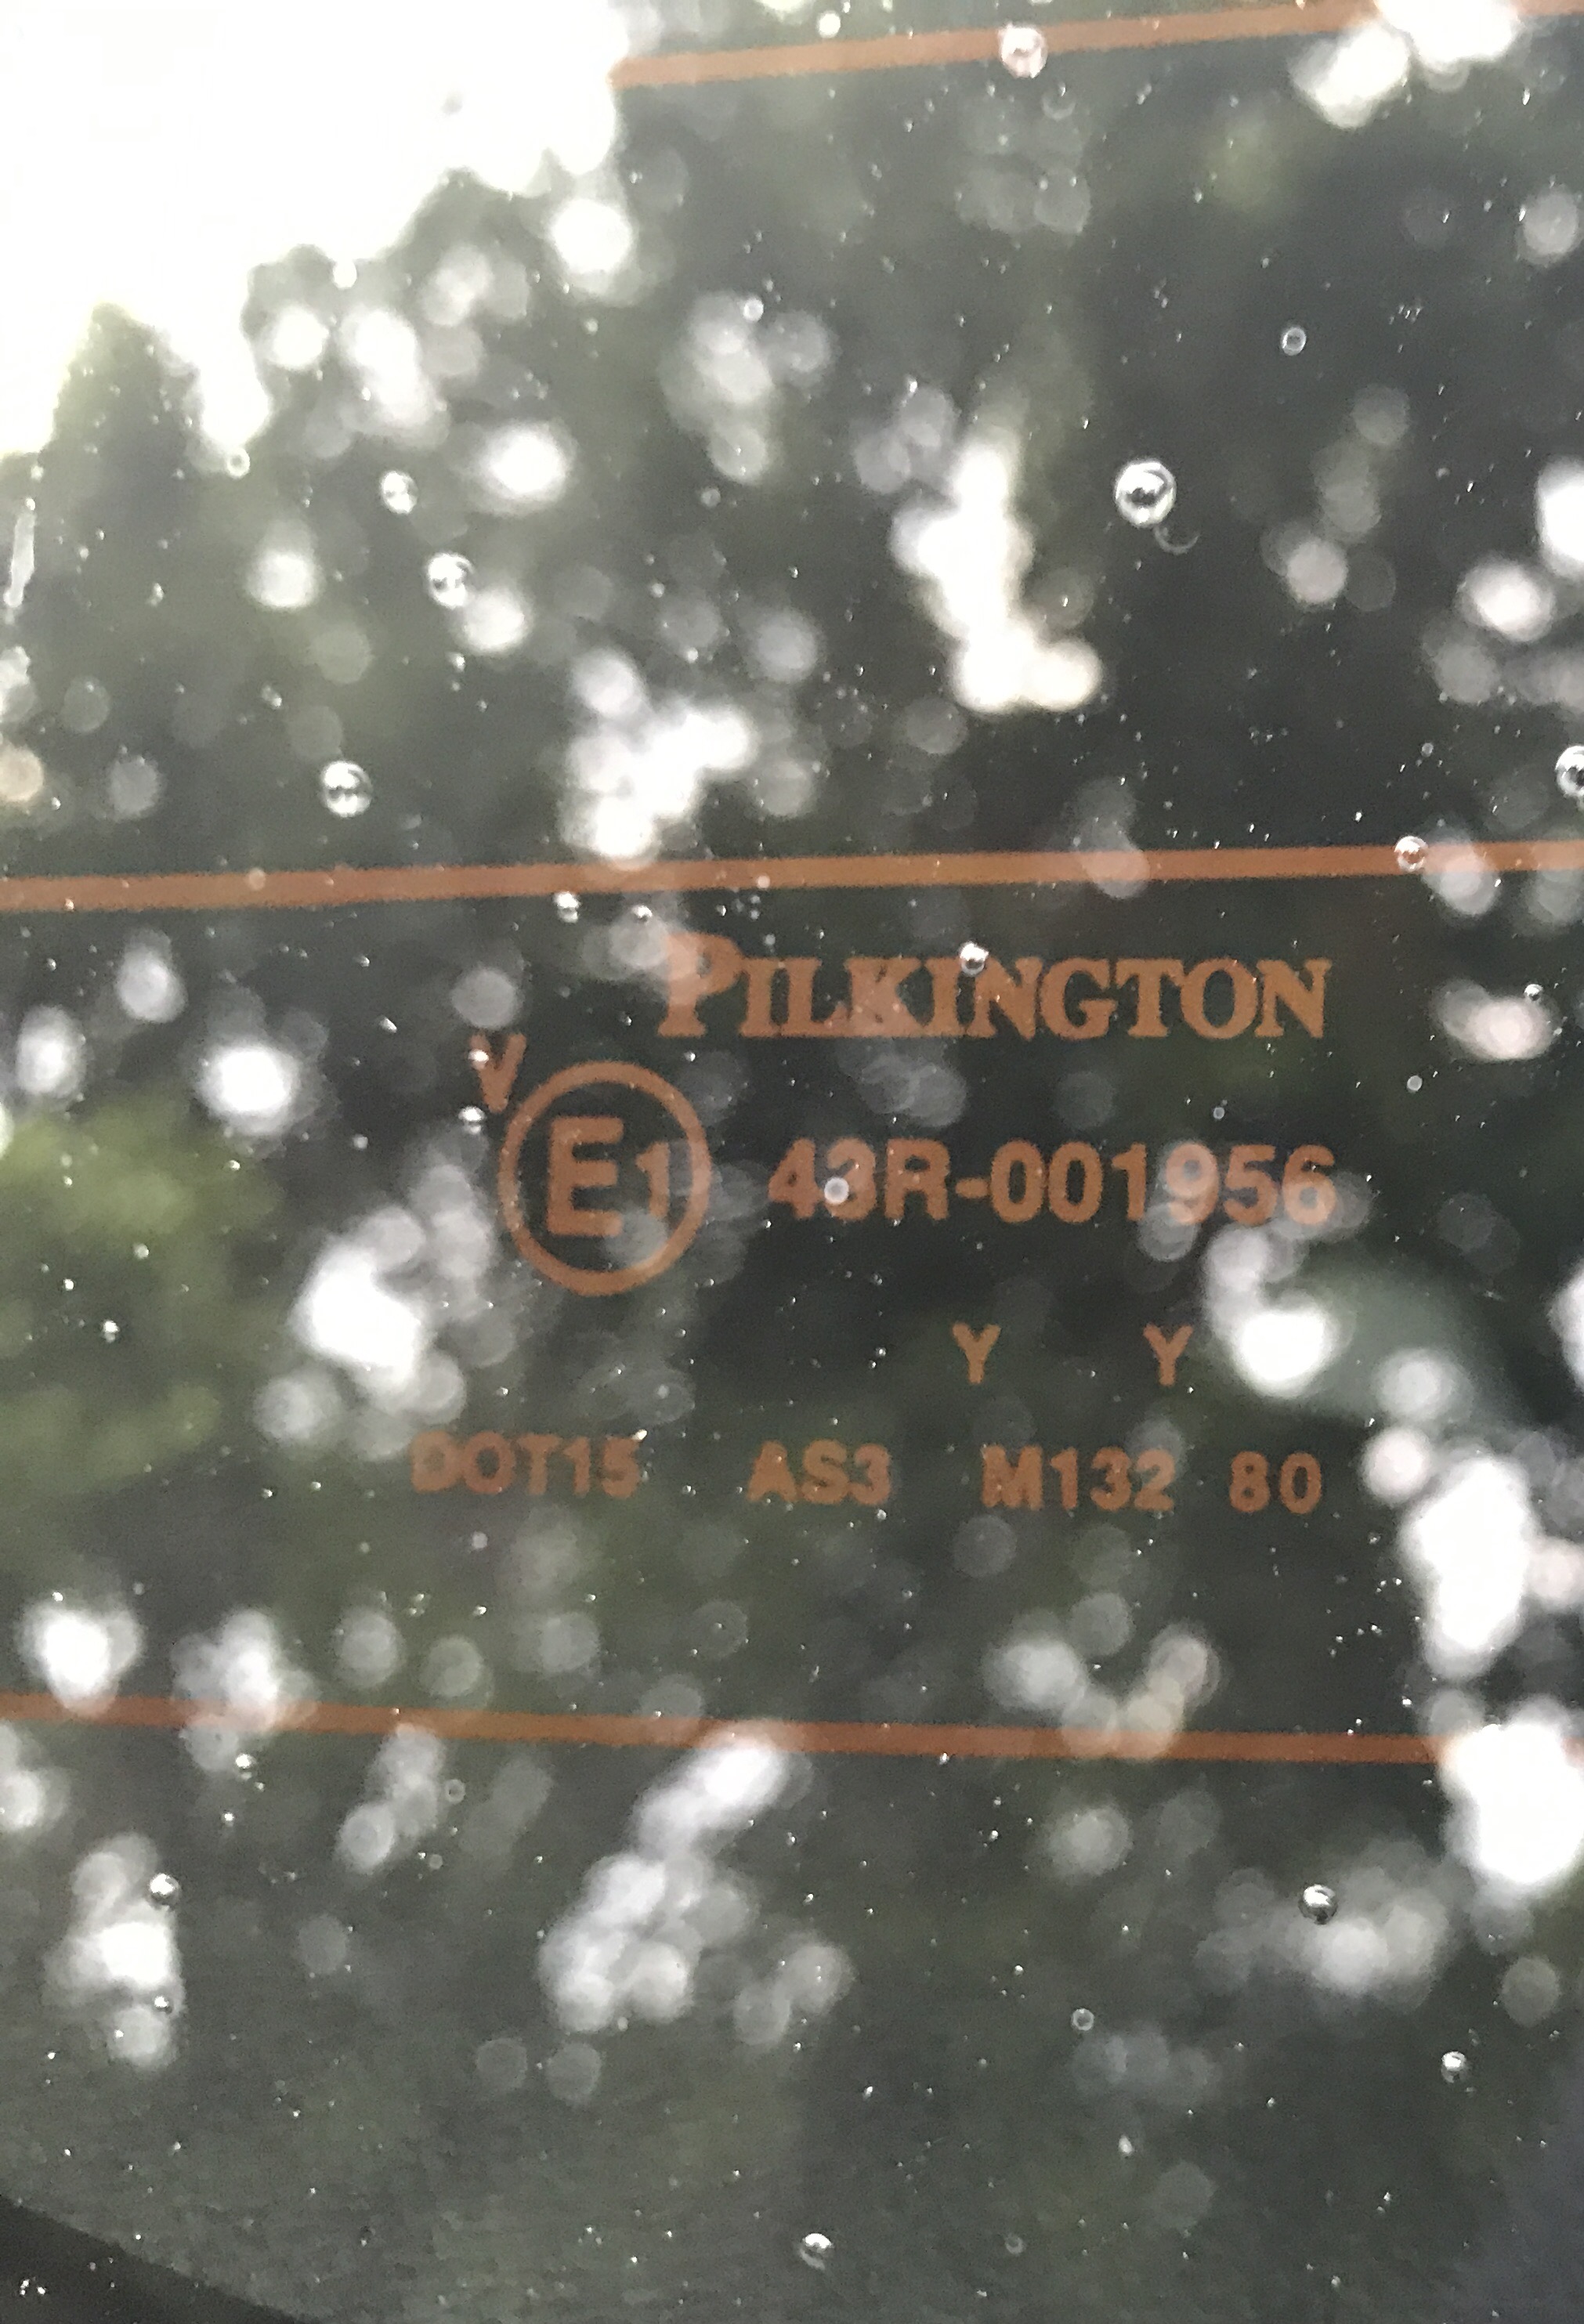 PILKINGTON
V
E1 43R-001956
Y Y
DOT15 AS3 M132 80